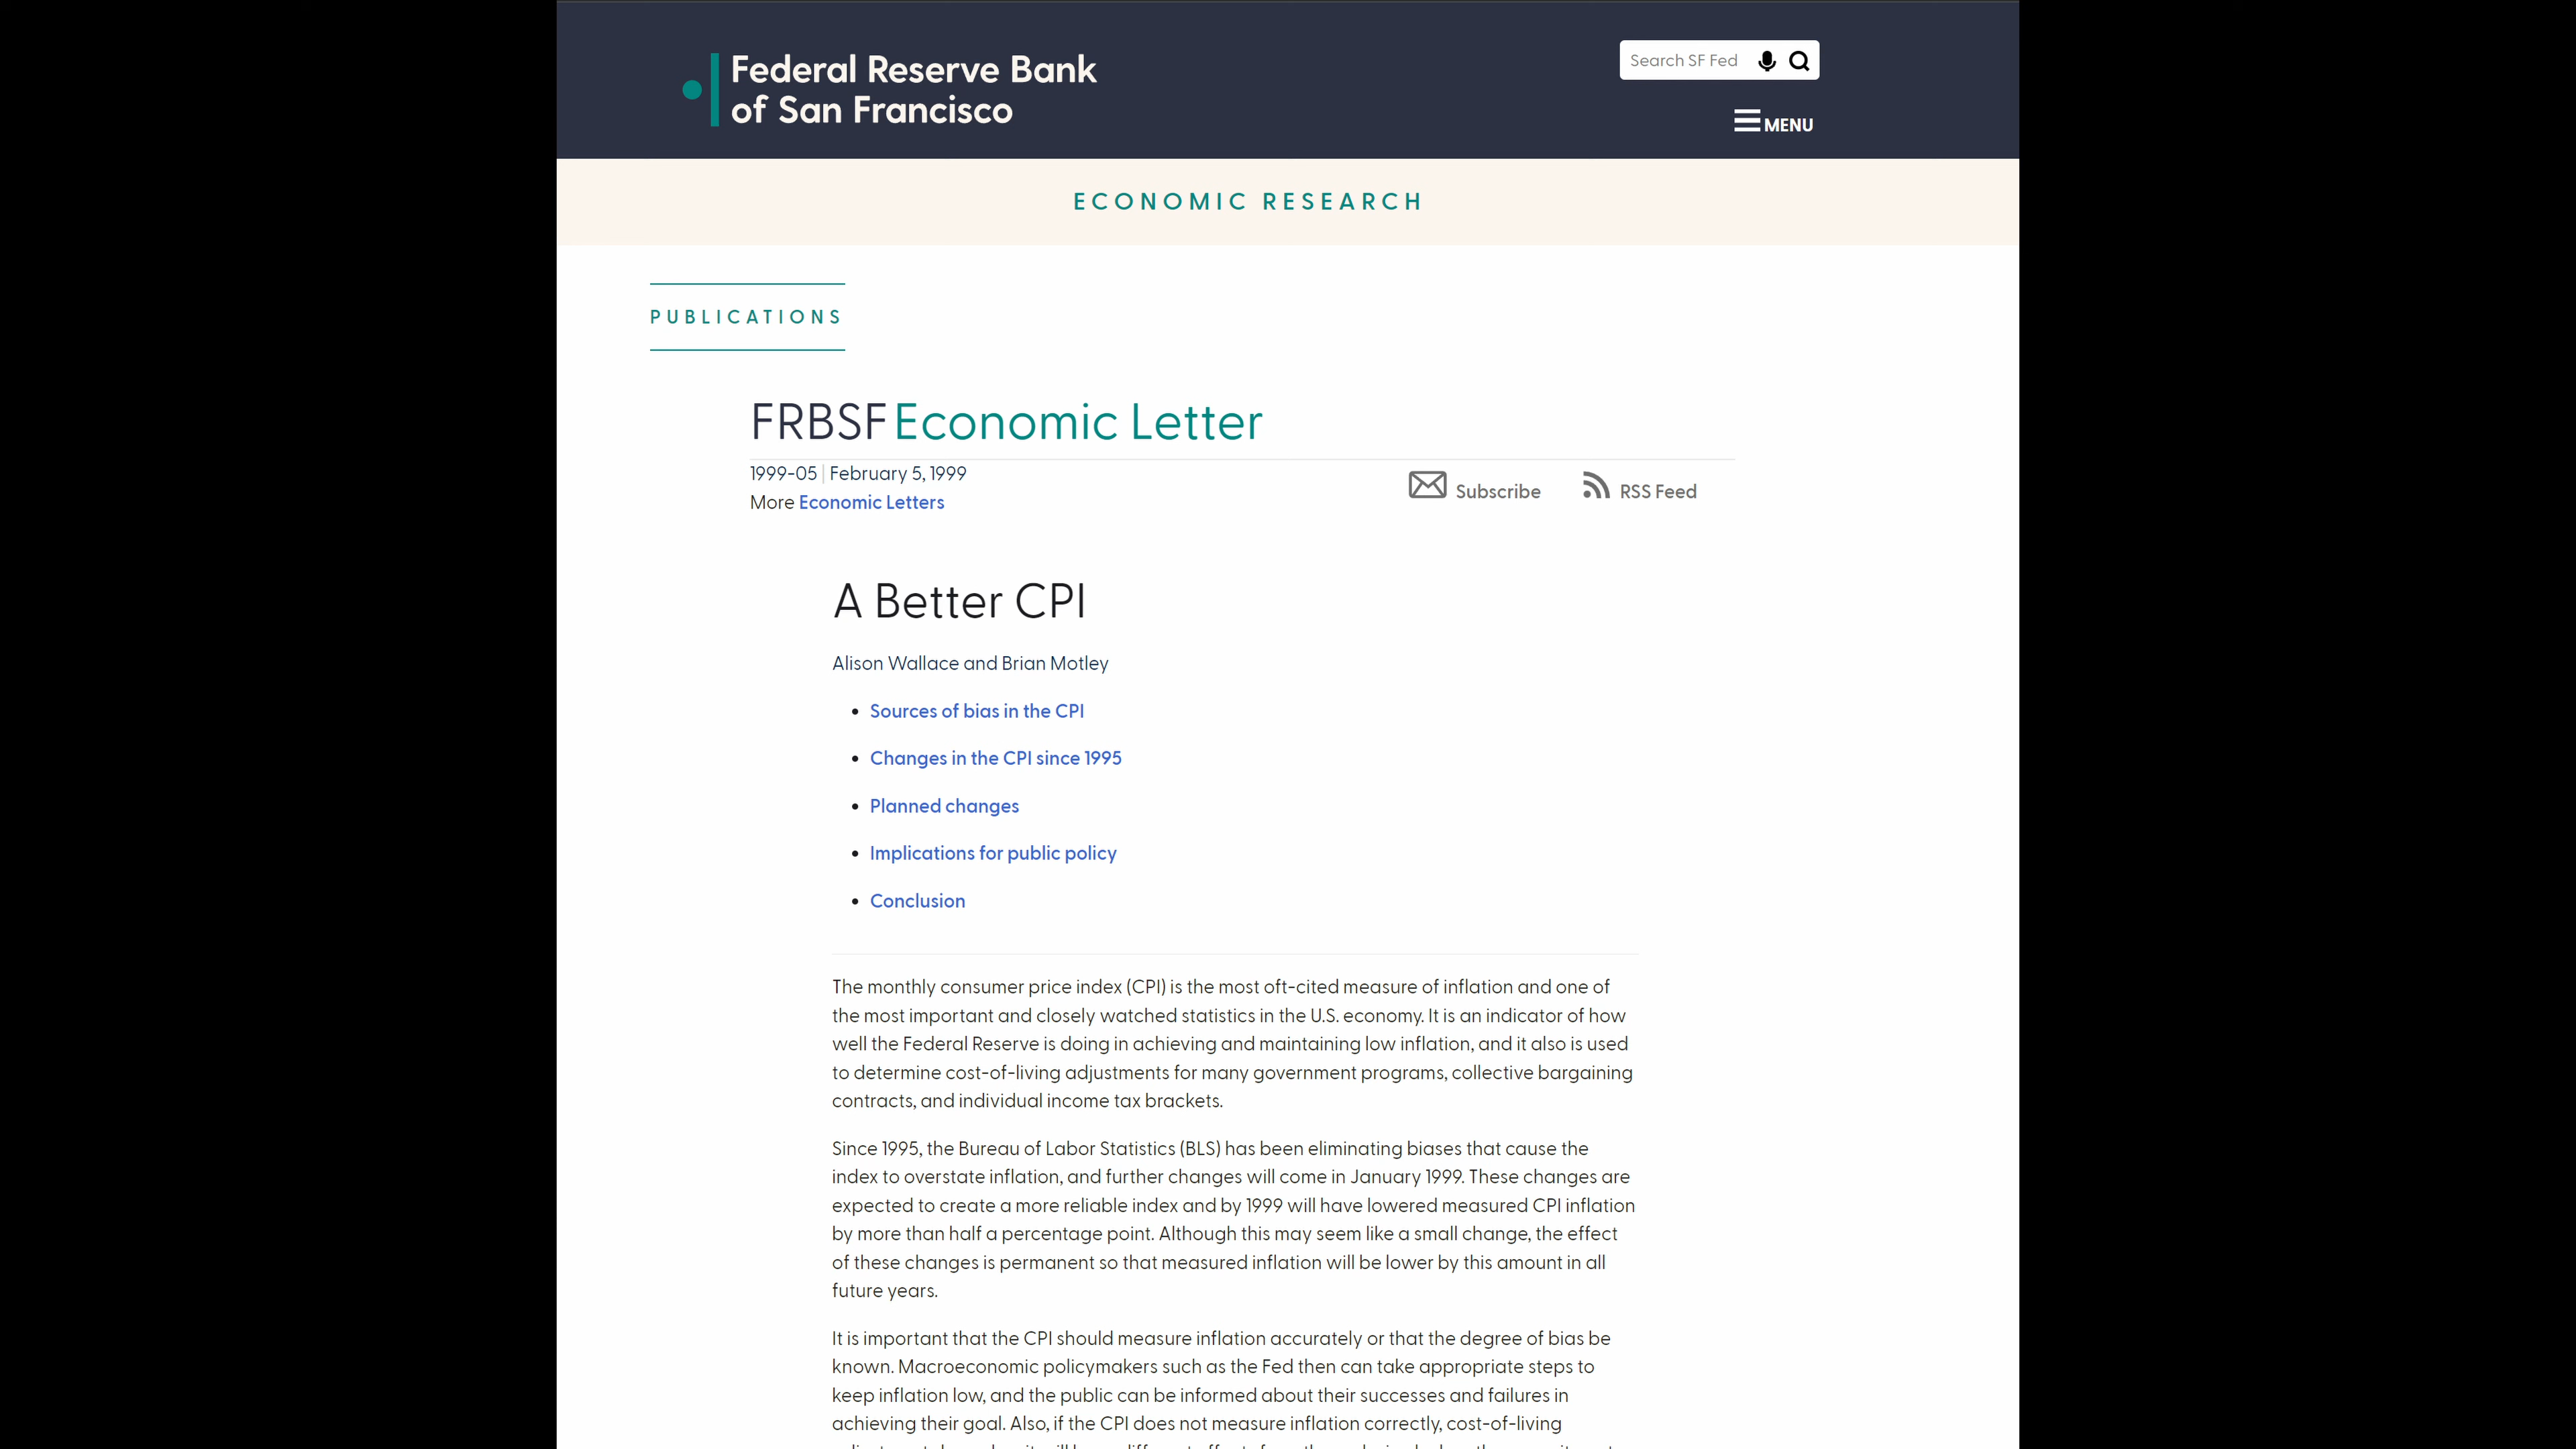 Federal Reserve Bank
of San Francisco
Search SF Fed
MENU
ECONOMIC RESEARCH
PUBLICATIONS
FRBSF Economic Letter
1999-05 | February 5, 1999
More Economic Letters
Subscribe
RSS Feed
A Better CPI
Alison Wallace and Brian Motley
• Sources of bias in the CPI
• Changes in the CPI since 1995
• Planned changes
• Implications for public policy
• Conclusion
The monthly consumer price index (CPI) is the most oft-cited measure of inflation and one of
the most important and closely watched statistics in the U.S. economy. It is an indicator of how
well the Federal Reserve is doing in achieving and maintaining low inflation, and it also is used
to determine cost-of-living adjustments for many government programs, collective bargaining
contracts, and individual income tax brackets.
Since 1995, the Bureau of Labor Statistics (BLS) has been eliminating biases that cause the
index to overstate inflation, and further changes will come in January 1999. These changes are
expected to create a more reliable index and by 1999 will have lowered measured CPI inflation
by more than half a percentage point. Although this may seem like a small change, the effect
of these changes is permanent so that measured inflation will be lower by this amount in all
future years.
It is important that the CPI should measure inflation accurately or that the degree of bias be
known. Macroeconomic policymakers such as the Fed then can take appropriate steps to
keep inflation low, and the public can be informed about their successes and failures in
achieving their goal. Also, if the CPI does not measure inflation correctly, cost-of-living